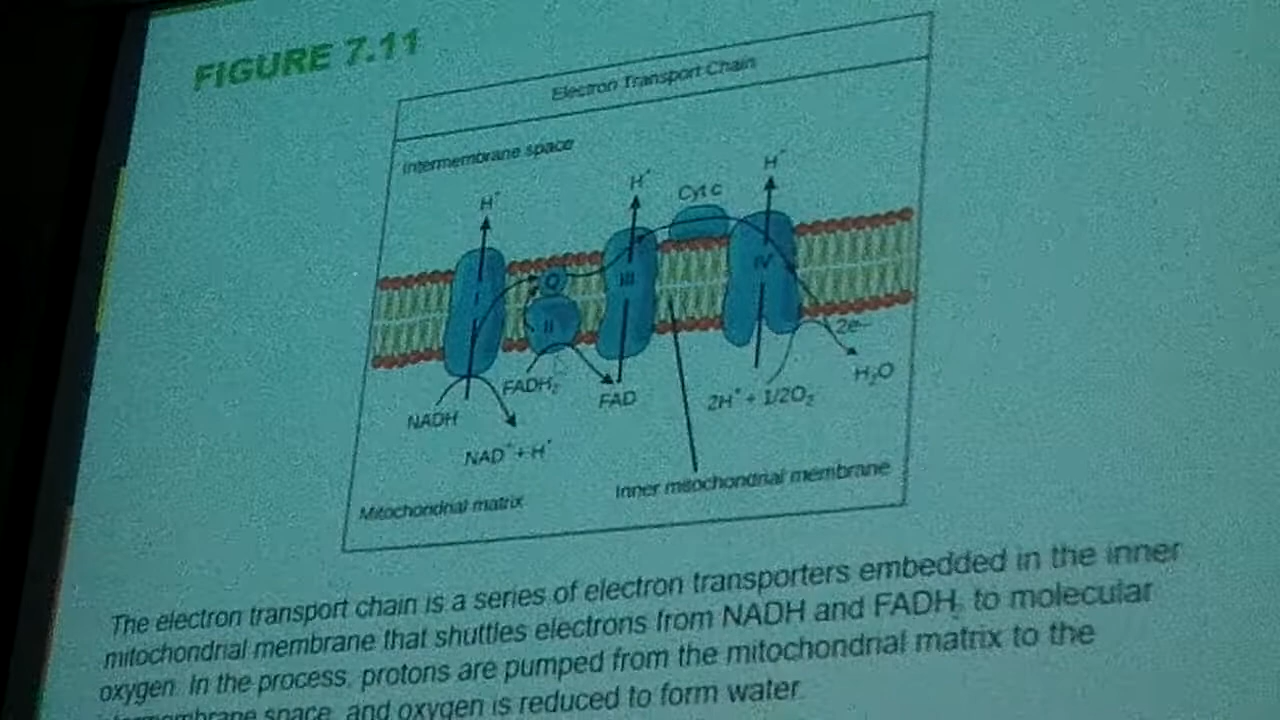 FIGURE 7.11
Electron Transport Chain
Intermembrane space
H⁺
H⁺
Cyt c
H⁺
I
Q
II
III
IV
2e-
NADH
FADH₂
FAD
2H⁺ + 1/2O₂
H₂O
NAD⁺ + H⁺
Mitochondrial matrix
Inner mitochondrial membrane
The electron transport chain is a series of electron transporters embedded in the inner
mitochondrial membrane that shuttles electrons from NADH and FADH₂ to molecular
oxygen. In the process, protons are pumped from the mitochondrial matrix to the
space, and oxygen is reduced to form water.